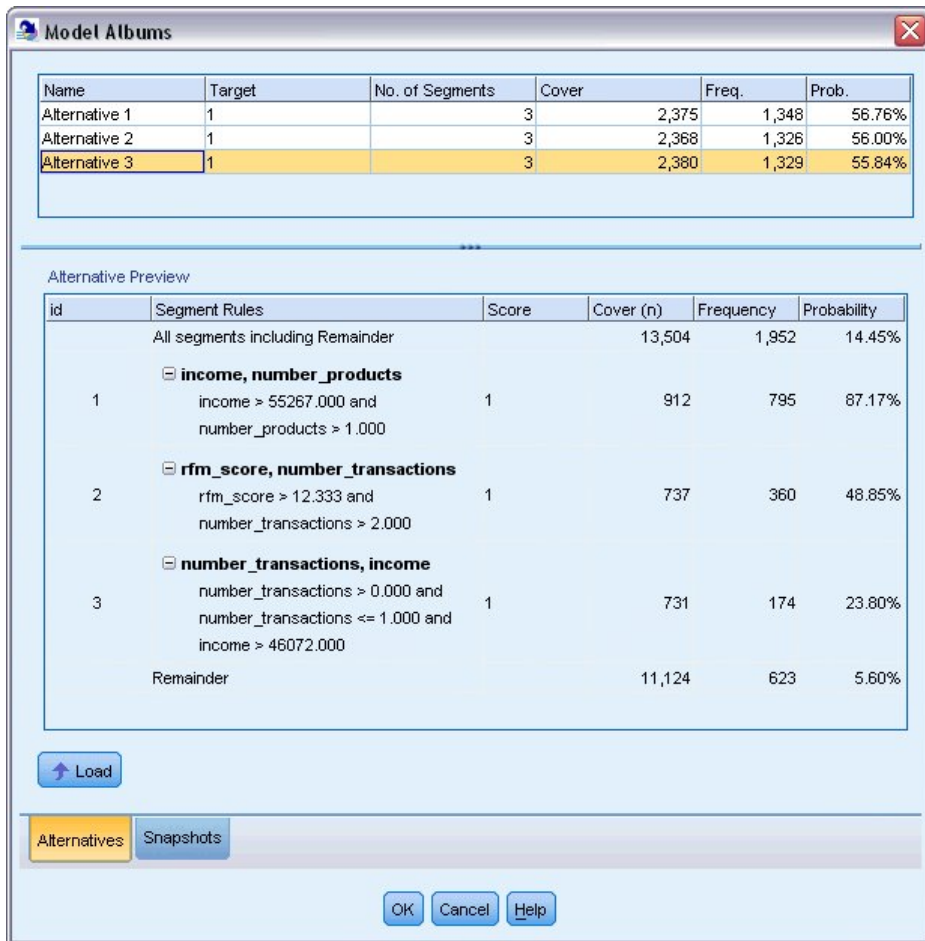 Model Albums
Name Target No. of Segments Cover Freq. Prob.
Alternative 1 1 3 2,375 1,348 56.76%
Alternative 2 1 3 2,368 1,326 56.00%
Alternative 3 1 3 2,380 1,329 55.84%
Alternative Preview
id Segment Rules Score Cover (n) Frequency Probability
All segments including Remainder 13,504 1,952 14.45%
income, number_products
income > 55267.000 and
1 1 912 795 87.17%
number_products > 1.000
rfm_score, number_transactions
rfm_score > 12.333 and
2 1 737 360 48.85%
number_transactions > 2.000
number_transactions, income
number_transactions > 0.000 and
3 1 731 174 23.80%
number_transactions <= 1.000 and
income > 46072.000
Remainder 11,124 623 5.60%
Load
Alternatives Snapshots
OK Cancel Help